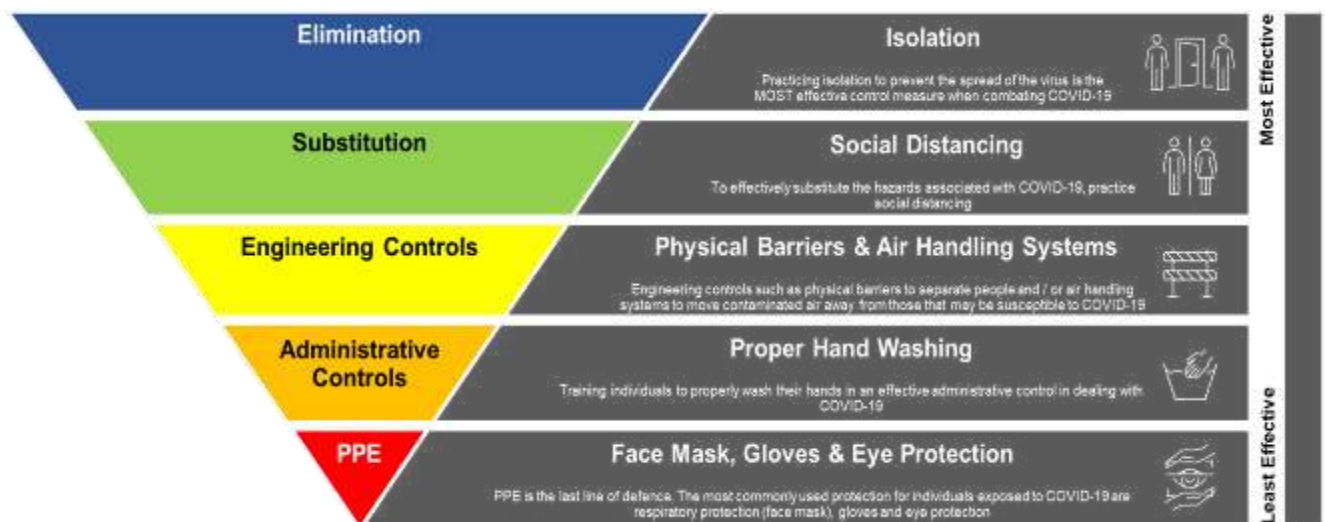 Elimination
Isolation
Practicing isolation to prevent the spread of the virus is the
MOST effective control measure when combating COVID-19
Substitution
Social Distancing
To effectively substitute the hazards associated with COVID-19, practice
social distancing
Engineering Controls
Physical Barriers & Air Handling Systems
Engineering controls such as physical barriers to separate people and / or air handling
systems to move contaminated air away from those that may be susceptible to COVID-19
Administrative
Controls
Proper Hand Washing
Training individuals to properly wash their hands in an effective administrative control in dealing with
COVID-19
PPE
Face Mask, Gloves & Eye Protection
PPE is the last line of defence. The most commonly used protection for individuals exposed to COVID-19 are
respiratory protection (face mask), gloves and eye protection
Most Effective
Least Effective